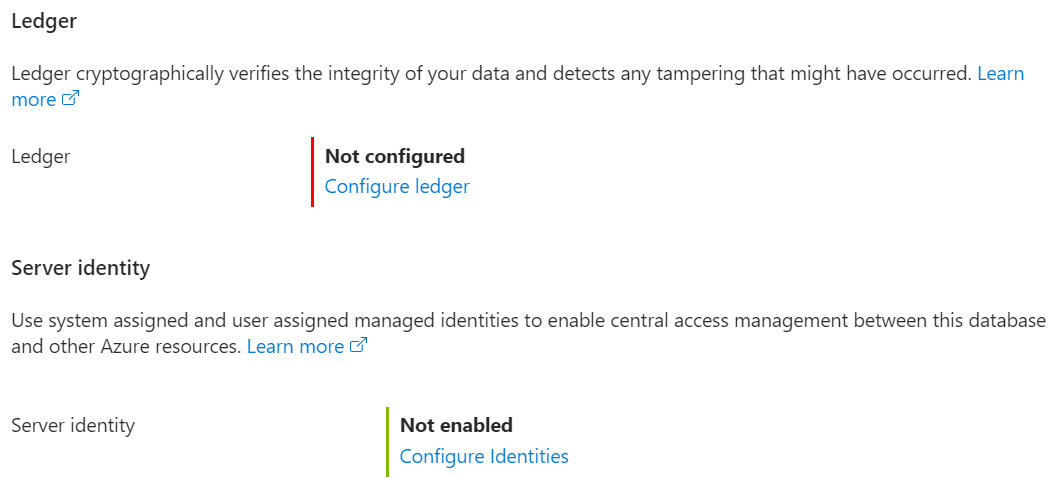 Ledger
Ledger cryptographically verifies the integrity of your data and detects any tampering that might have occurred. Learn
more
Ledger
Not configured
Configure ledger
Server identity
Use system assigned and user assigned managed identities to enable central access management between this database
and other Azure resources. Learn more
Server identity
Not enabled
Configure Identities